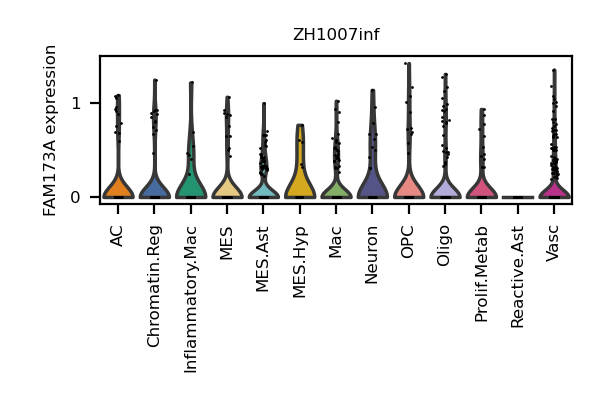 ZH1007inf
FAM173A expression
1
0
AC
Chromatin.Reg
Inflammatory.Mac
MES
MES.Ast
MES.Hyp
Mac
Neuron
OPC
Oligo
Prolif.Metab
Reactive.Ast
Vasc